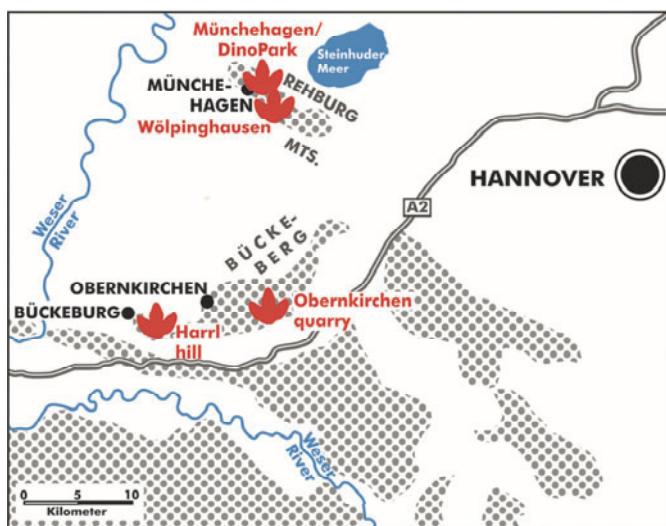 Münchehagen/
DinoPark
Steinhuder
Meer
MÜNCHE-
HAGEN
REHBURG
MTS.
Wölpinghausen
HANNOVER
Weser
River
A2
BÜCKE-
BERG
OBERNKIRCHEN
BÜCKEBURG
Obernkirchen
quarry
Harrl
hill
Weser
River
0 5 10
Kilometer